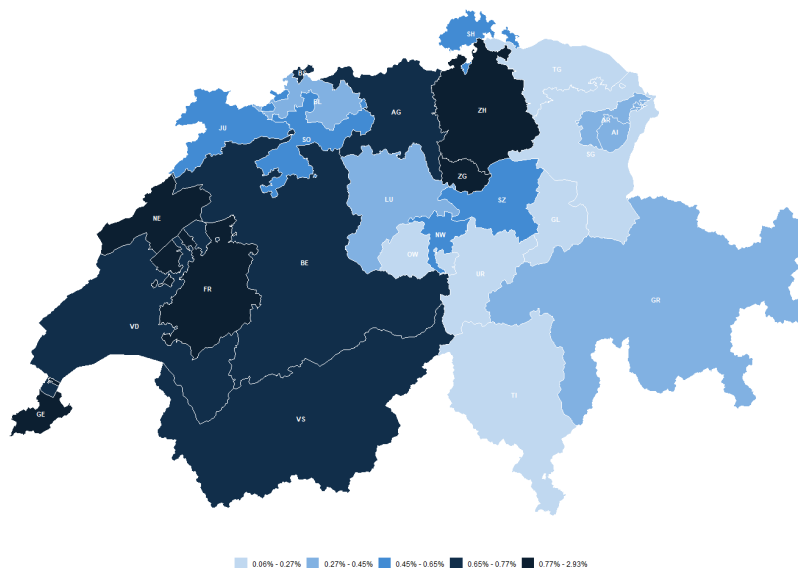 SH
TG
BS
BL
AG
ZH
AR
AI
JU
SO
SG
ZG
LU
SZ
NE
GL
NW
OW
BE
UR
FR
GR
VD
TI
GE
VS
0.06% - 0.27% 0.27% - 0.45% 0.45% - 0.65% 0.65% - 0.77% 0.77% - 2.93%